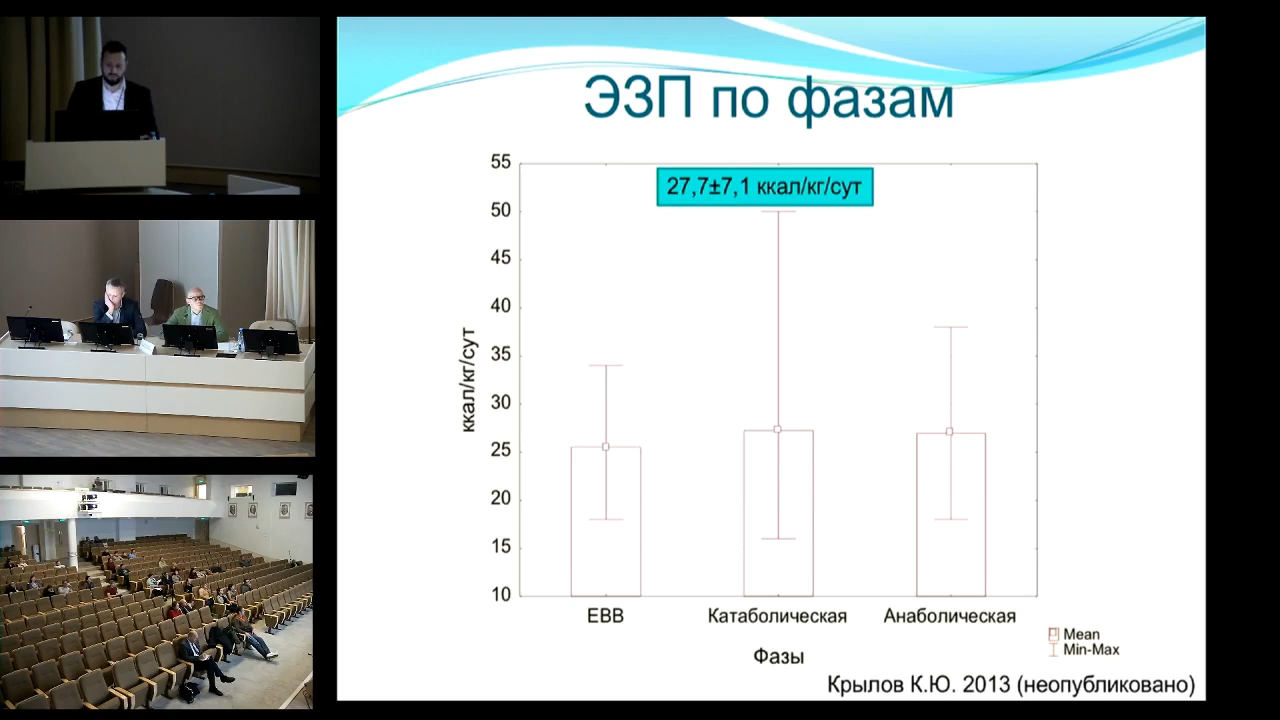 ЭЗП по фазам
27,7±7,1 ккал/кг/сут
55
50
45
40
35
30
25
20
15
10
ккал/кг/сут
ЕВВ
Катаболическая
Анаболическая
Фазы
Mean
Min-Max
Крылов К.Ю. 2013 (неопубликовано)